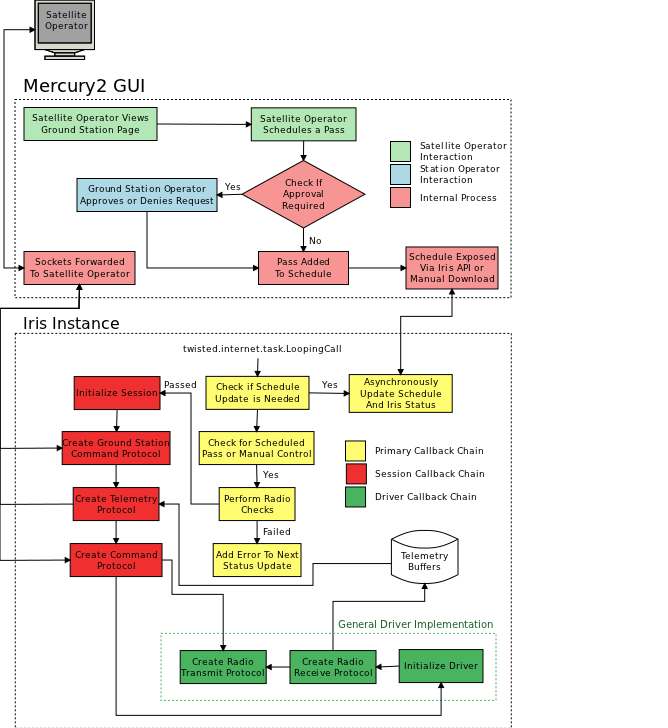 Satellite
Operator
Mercury2 GUI
Satellite Operator Views
Ground Station Page
Satellite Operator
Schedules a Pass
Satellite Operator
Interaction
Station Operator
Interaction
Internal Process
Ground Station Operator
Approves or Denies Request
Yes
Check If
Approval
Required
No
Sockets Forwarded
To Satellite Operator
Pass Added
To Schedule
Schedule Exposed
Via Iris API or
Manual Download
Iris Instance
twisted.internet.task.LoopingCall
Initialize Session
Passed
Check if Schedule
Update is Needed
Yes
Asynchronously
Update Schedule
And Iris Status
Create Ground Station
Command Protocol
Check for Scheduled
Pass or Manual Control
Primary Callback Chain
Session Callback Chain
Driver Callback Chain
Yes
Create Telemetry
Protocol
Perform Radio
Checks
Failed
Create Command
Protocol
Add Error To Next
Status Update
Telemetry
Buffers
General Driver Implementation
Create Radio
Transmit Protocol
Create Radio
Receive Protocol
Initialize Driver